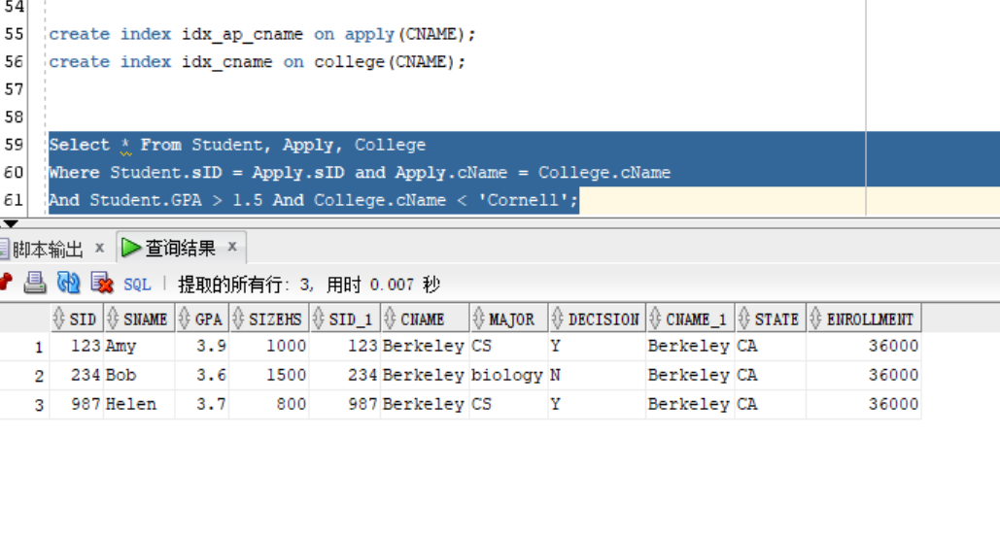 54
55 create index idx_ap_cname on apply(CNAME);
56 create index idx_cname on college(CNAME);
57
58
59 Select * From Student, Apply, College
60 Where Student.sID = Apply.sID and Apply.cName = College.cName
61 And Student.GPA > 1.5 And College.cName < 'Cornell';
脚本输出 x 查询结果 x
SQL | 提取的所有行: 3, 用时 0.007 秒
SID SNAME GPA SIZEHS SID_1 CNAME MAJOR DECISION CNAME_1 STATE ENROLLMENT
1 123 Amy 3.9 1000 123 Berkeley CS Y Berkeley CA 36000
2 234 Bob 3.6 1500 234 Berkeley biology N Berkeley CA 36000
3 987 Helen 3.7 800 987 Berkeley CS Y Berkeley CA 36000